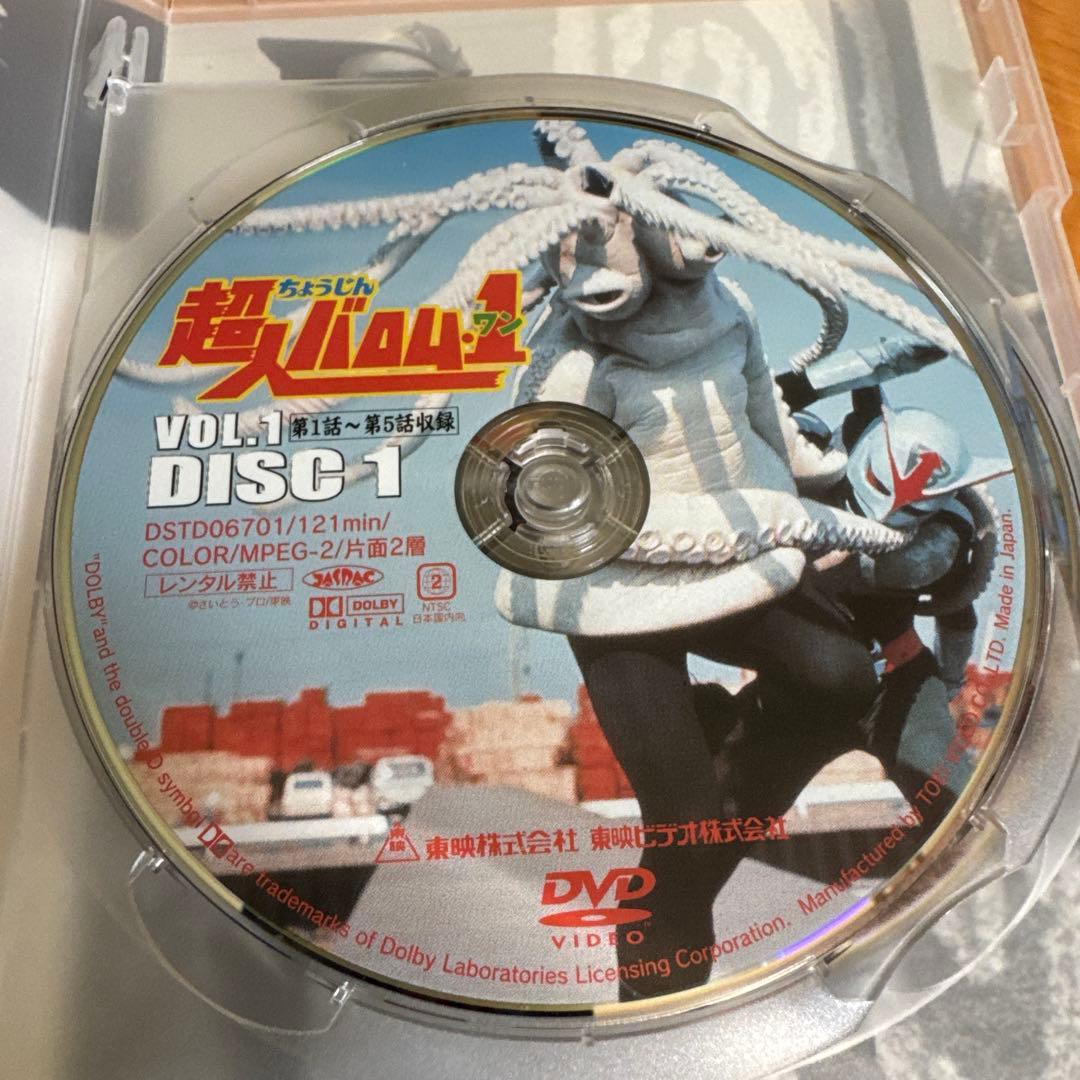 ちょうじん
超人バロム・1
ワン
VOL.1 第1話～第5話収録
DISC 1
DSTD06701/121min/
COLOR/MPEG-2/片面2層
レンタル禁止 JASRAC 2
©さいとう・プロ/東映 DOLBY NTSC
DIGITAL 日本国内向
東映 東映株式会社 東映ビデオ株式会社
DVD
VIDEO
"DOLBY" and the double D symbol are trademarks of Dolby Laboratories Licensing Corporation. Manufactured by TOEI VIDEO CO., LTD. Made in Japan.